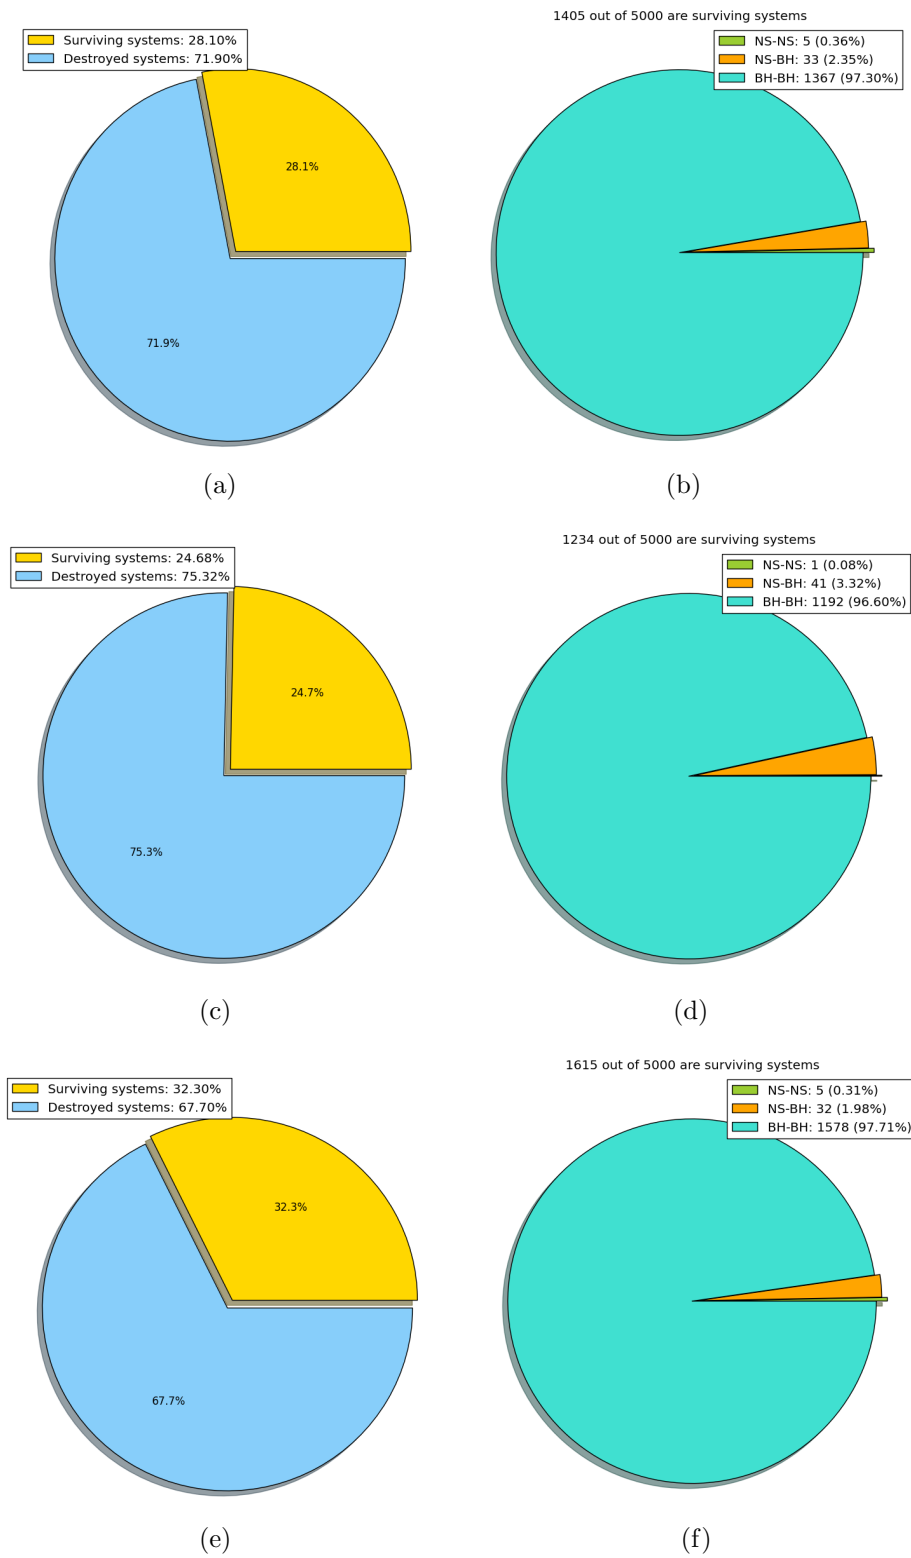 Surviving systems: 28.10%
Destroyed systems: 71.90%
28.1%
71.9%
(a)
1405 out of 5000 are surviving systems
NS-NS: 5 (0.36%)
NS-BH: 33 (2.35%)
BH-BH: 1367 (97.30%)
(b)
Surviving systems: 24.68%
Destroyed systems: 75.32%
24.7%
75.3%
(c)
1234 out of 5000 are surviving systems
NS-NS: 1 (0.08%)
NS-BH: 41 (3.32%)
BH-BH: 1192 (96.60%)
(d)
Surviving systems: 32.30%
Destroyed systems: 67.70%
32.3%
67.7%
(e)
1615 out of 5000 are surviving systems
NS-NS: 5 (0.31%)
NS-BH: 32 (1.98%)
BH-BH: 1578 (97.71%)
(f)